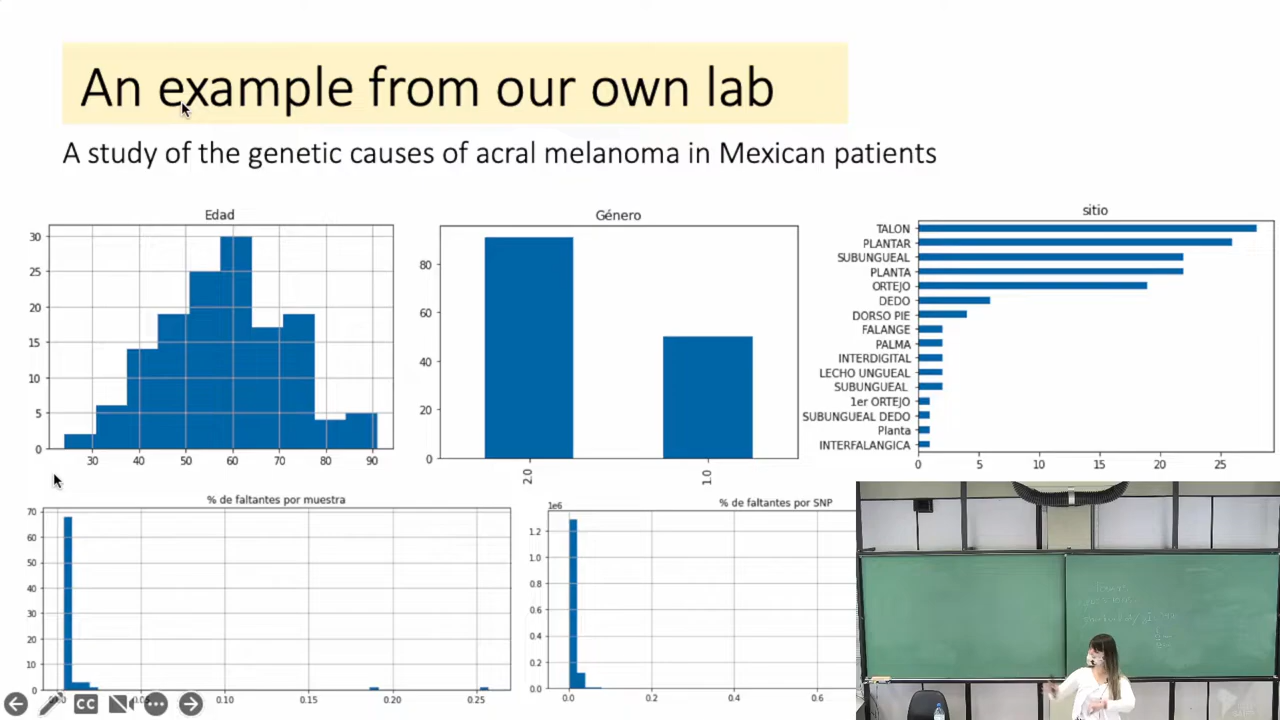 An example from our own lab
A study of the genetic causes of acral melanoma in Mexican patients
Edad
30
25
20
15
10
5
0
30 40 50 60 70 80 90
Género
80
60
40
20
0
2.0
1.0
sitio
TALON
PLANTAR
SUBUNGUEAL
PLANTA
ORTEJO
DEDO
DORSO PIE
FALANGE
PALMA
INTERDIGITAL
LECHO UNGUEAL
SUBUNGUEAL
1er ORTEJO
SUBUNGUEAL DEDO
Planta
INTERFALANGICA
0 5 10 15 20 25
% de faltantes por muestra
70
60
50
40
30
20
10
0
0.10 0.15 0.20 0.25
% de faltantes por SNP
1e6
1.2
1.0
0.8
0.6
0.4
0.2
0.0
0.0 0.2 0.4 0.6
CC